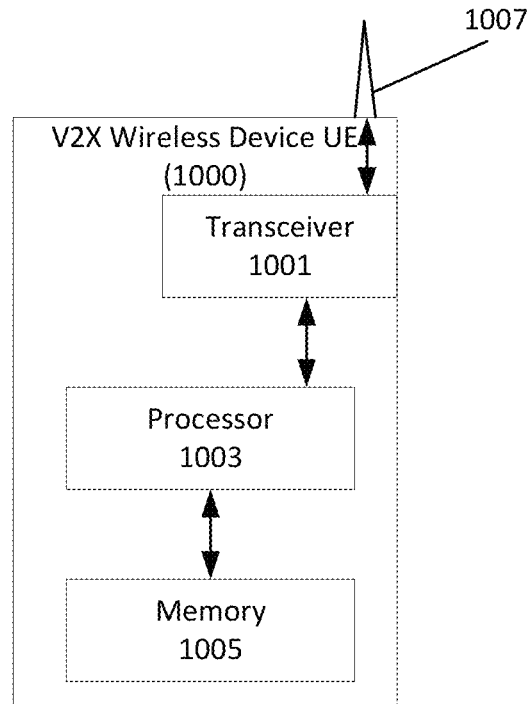 1007
V2X Wireless Device UE
(1000)
Transceiver
1001
Processor
1003
Memory
1005